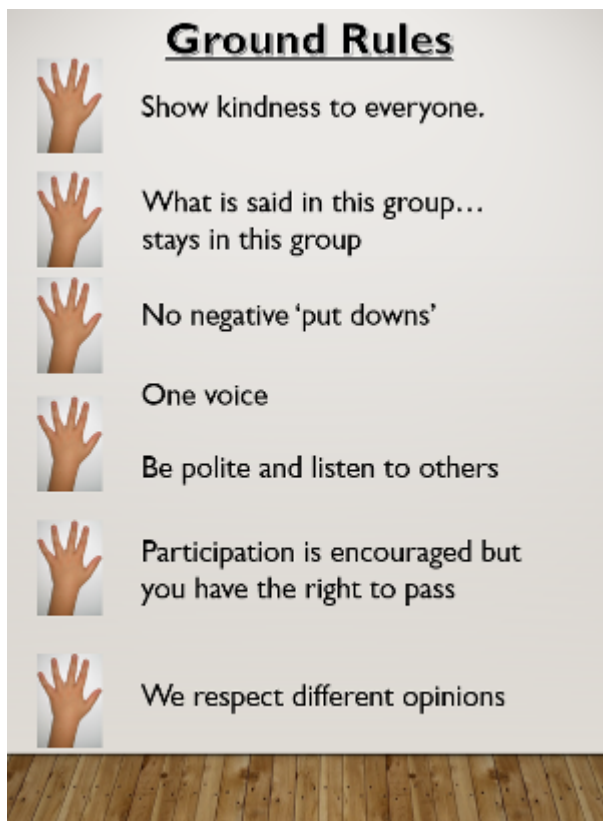 Ground Rules
Show kindness to everyone.
What is said in this group…
stays in this group
No negative ‘put downs’
One voice
Be polite and listen to others
Participation is encouraged but
you have the right to pass
We respect different opinions